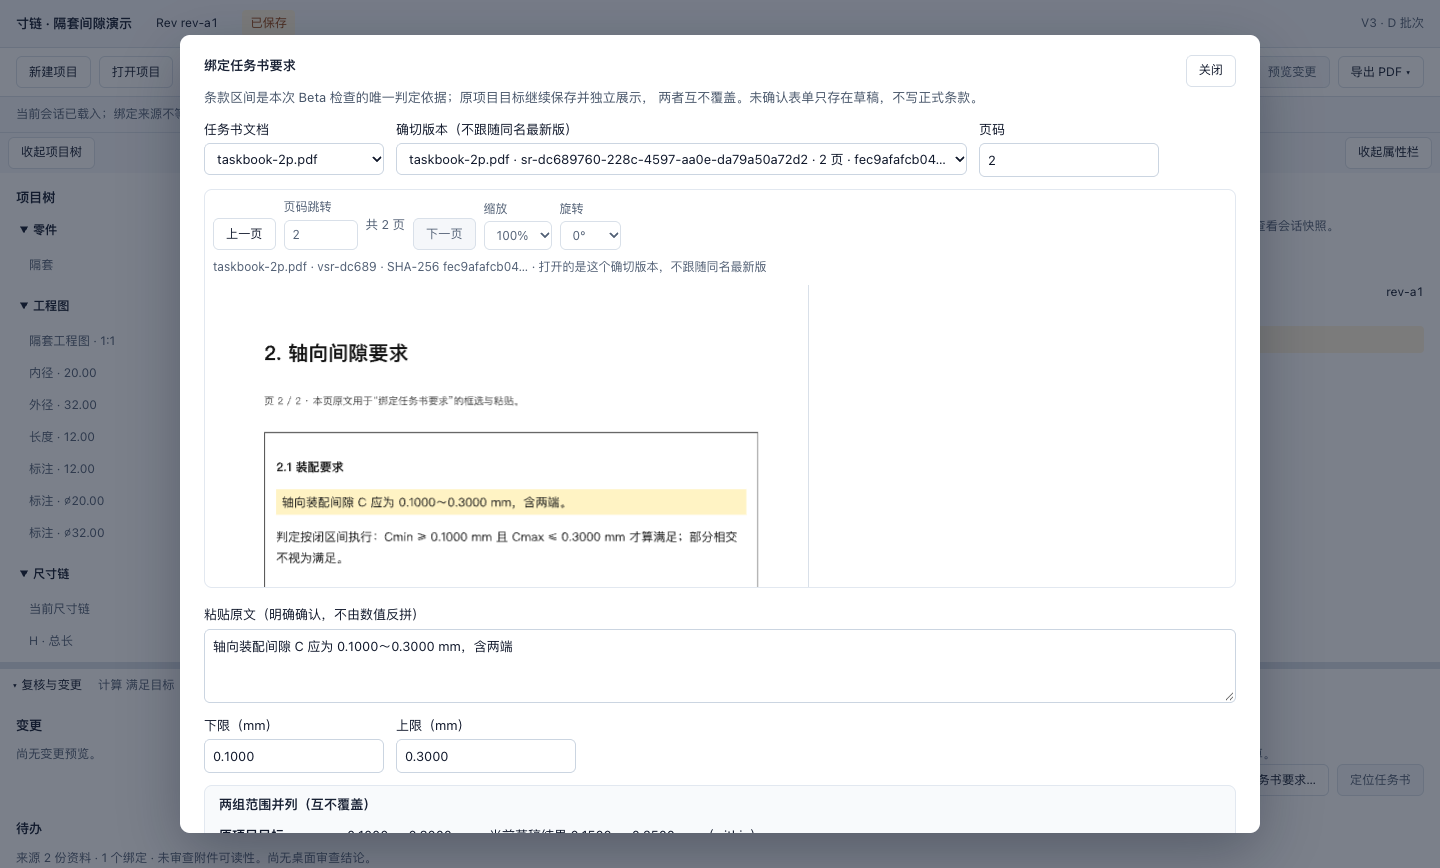 寸链 · 隔套间隙演示 Rev rev-a1 已保存 V3 · D 批次
新建项目 打开项目 预览变更 导出 PDF
当前会话已载入；绑定来源不
收起项目树 收起属性栏
项目树
零件
隔套
工程图
隔套工程图 · 1:1
内径 · 20.00
外径 · 32.00
长度 · 12.00
标注 · 12.00
标注 · ⌀20.00
标注 · ⌀32.00
尺寸链
当前尺寸链
H · 总长
复核与变更 计算 满足目标
变更
尚无变更预览。
待办
来源 2 份资料 · 1 个绑定 · 未审查附件可读性。尚无桌面审查结论。
查看会话快照。
rev-a1
务书要求… 定位任务书
绑定任务书要求 关闭
条款区间是本次 Beta 检查的唯一判定依据；原项目目标继续保存并独立展示， 两者互不覆盖。未确认表单只存在草稿，不写正式条款。
任务书文档 确切版本（不跟随同名最新版） 页码
taskbook-2p.pdf taskbook-2p.pdf · sr-dc689760-228c-4597-aa0e-da79a50a72d2 · 2 页 · fec9afafcb04… 2
页码跳转 缩放 旋转
上一页 2 共 2 页 下一页 100% 0°
taskbook-2p.pdf · vsr-dc689 · SHA-256 fec9afafcb04… · 打开的是这个确切版本，不跟随同名最新版
2. 轴向间隙要求
页 2 / 2 · 本页原文用于“绑定任务书要求”的框选与粘贴。
2.1 装配要求
轴向装配间隙 C 应为 0.1000～0.3000 mm，含两端。
判定按闭区间执行：Cmin ≥ 0.1000 mm 且 Cmax ≤ 0.3000 mm 才算满足；部分相交
不视为满足。
粘贴原文（明确确认，不由数值反拼）
轴向装配间隙 C 应为 0.1000～0.3000 mm，含两端
下限（mm） 上限（mm）
0.1000 0.3000
两组范围并列（互不覆盖）